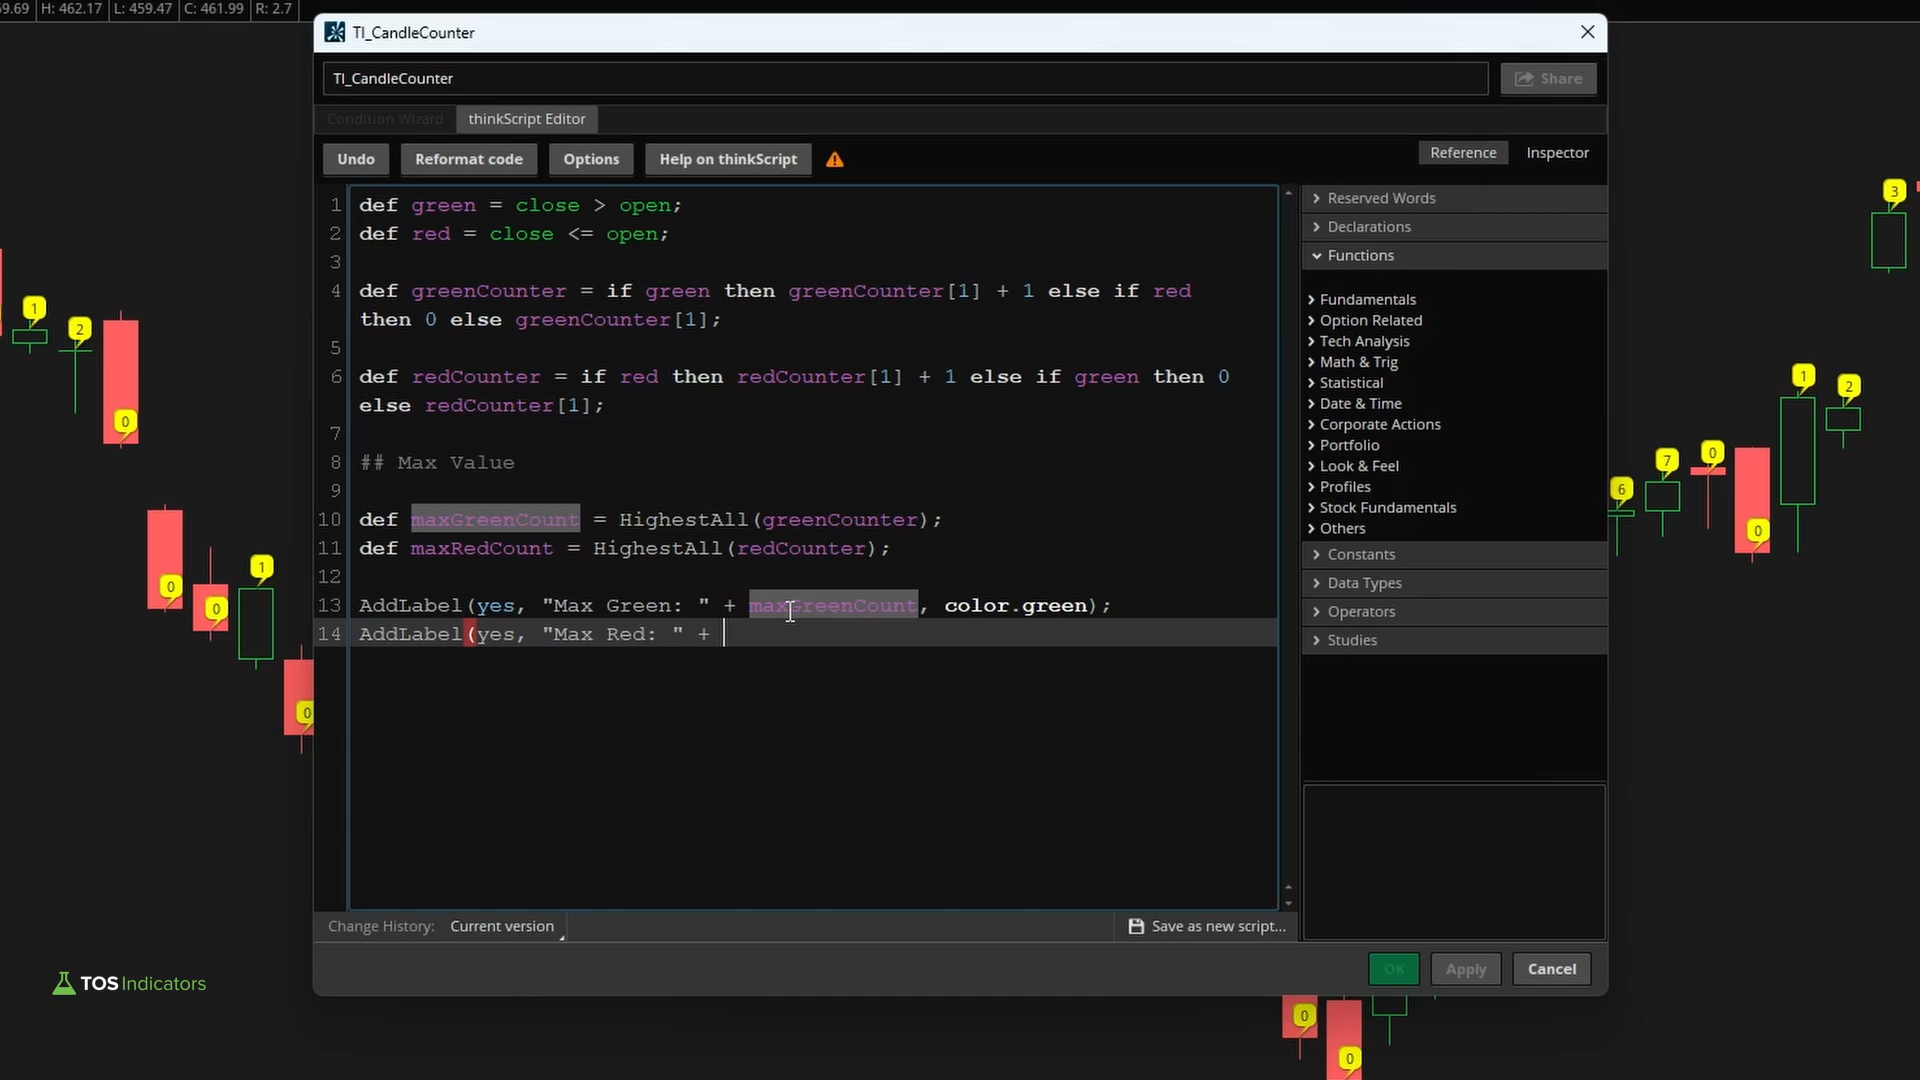 H: 462.17 L: 459.47 C: 461.99 R: 2.7
TI_CandleCounter
TI_CandleCounter
Share
Condition Wizard
thinkScript Editor
Undo
Reformat code
Options
Help on thinkScript
Reference
Inspector
1 def green = close > open;
2 def red = close <= open;
3
4 def greenCounter = if green then greenCounter[1] + 1 else if red
then 0 else greenCounter[1];
5
6 def redCounter = if red then redCounter[1] + 1 else if green then 0
else redCounter[1];
7
8 ## Max Value
9
10 def maxGreenCount = HighestAll(greenCounter);
11 def maxRedCount = HighestAll(redCounter);
12
13 AddLabel(yes, "Max Green: " + maxGreenCount, color.green);
14 AddLabel(yes, "Max Red: " +
Reserved Words
Declarations
Functions
Fundamentals
Option Related
Tech Analysis
Math & Trig
Statistical
Date & Time
Corporate Actions
Portfolio
Look & Feel
Profiles
Stock Fundamentals
Others
Constants
Data Types
Operators
Studies
Change History: Current version
Save as new script...
OK
Apply
Cancel
TOS Indicators
1
2
0
0
0
1
0
6
7
0
0
1
2
3
0
0